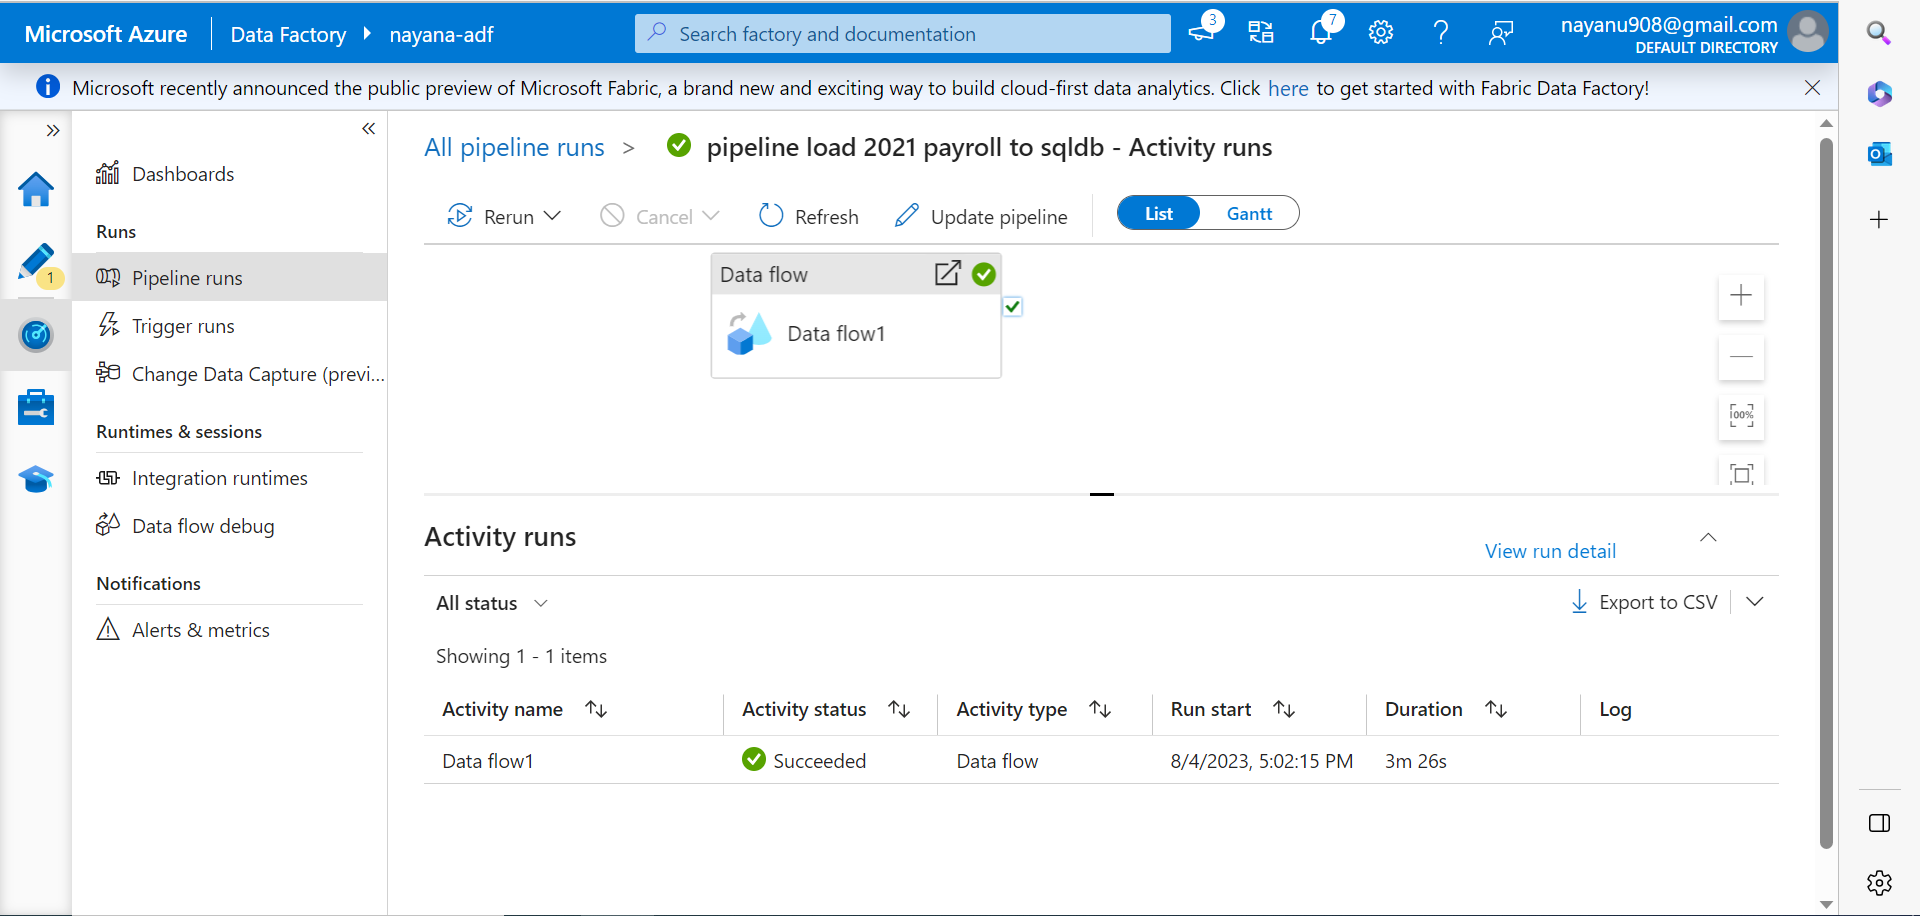 Microsoft Azure Data Factory nayana-adf Search factory and documentation 3 7 nayanu908@gmail.com
DEFAULT DIRECTORY
Microsoft recently announced the public preview of Microsoft Fabric, a brand new and exciting way to build cloud-first data analytics. Click here to get started with Fabric Data Factory!
1
Dashboards
Runs
Pipeline runs
Trigger runs
Change Data Capture (previ...
Runtimes & sessions
Integration runtimes
Data flow debug
Notifications
Alerts & metrics
All pipeline runs > pipeline load 2021 payroll to sqldb - Activity runs
Rerun Cancel Refresh Update pipeline List Gantt
Data flow
Data flow1
100%
Activity runs
View run detail
All status Export to CSV
Showing 1 - 1 items
Activity name Activity status Activity type Run start Duration Log
Data flow1 Succeeded Data flow 8/4/2023, 5:02:15 PM 3m 26s